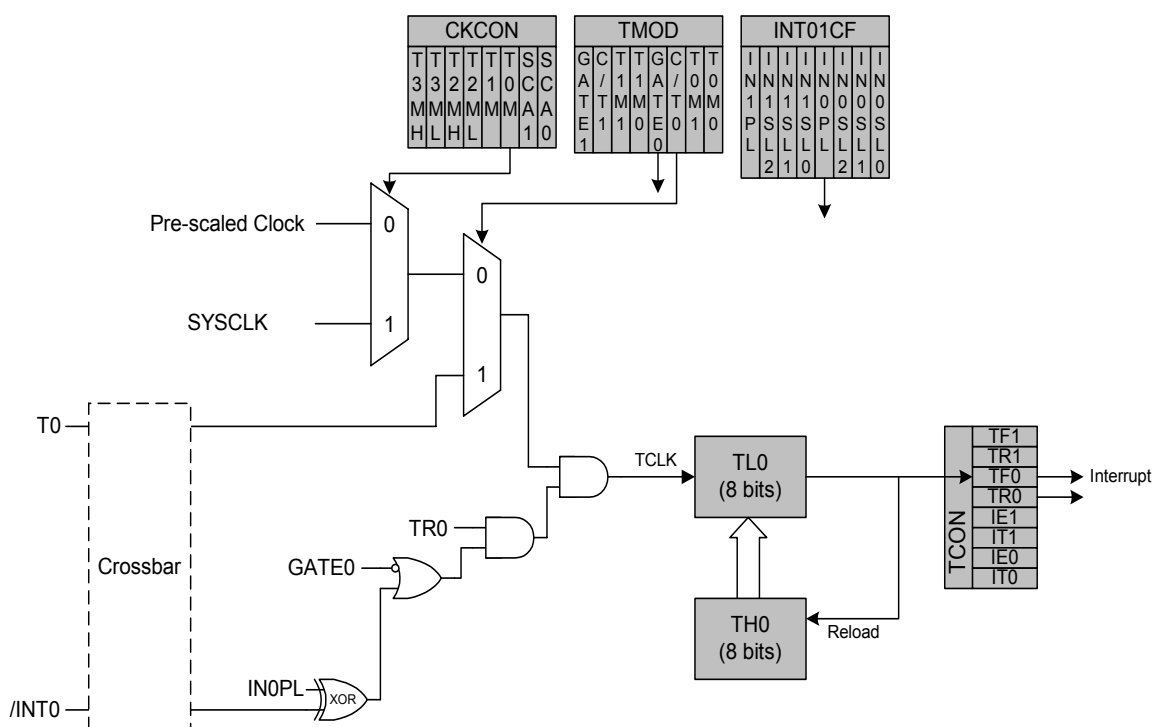 CKCON
T3MH
T3ML
T2MH
T2ML
T1M
T0M
SCA1
SCA0
TMOD
GATE1
C/T1
T1M1
T1M0
GATE0
C/T0
T0M1
T0M0
INT01CF
IN1PL
IN1SL2
IN1SL1
IN1SL0
IN0PL
IN0SL2
IN0SL1
IN0SL0
Pre-scaled Clock
0
SYSCLK
1
0
1
T0
Crossbar
/INT0
GATE0
TR0
IN0PL
XOR
TCLK
TL0
(8 bits)
TH0
(8 bits)
Reload
TCON
TF1
TR1
TF0
TR0
IE1
IT1
IE0
IT0
Interrupt